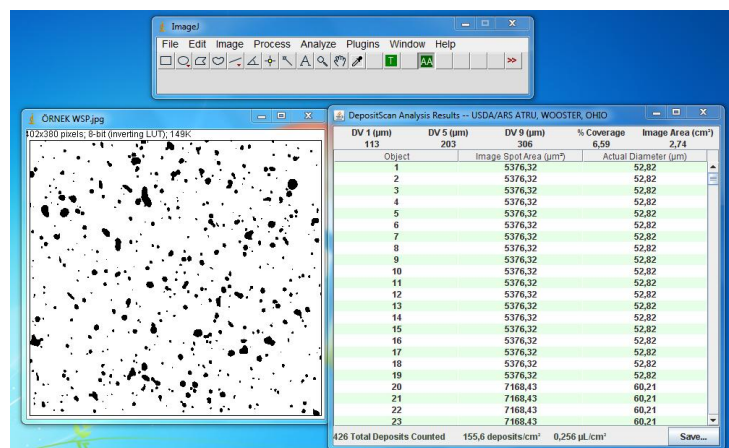 ImageJ
File Edit Image Process Analyze Plugins Window Help
A T AA >>
ÖRNEK WSP.jpg
402x380 pixels; 8-bit (inverting LUT); 149K
DepositScan Analysis Results -- USDA/ARS ATRU, WOOSTER, OHIO
DV 1 (µm) DV 5 (µm) DV 9 (µm) % Coverage Image Area (cm²)
113 203 306 6,59 2,74
Object Image Spot Area (µm²) Actual Diameter (µm)
1 5376,32 52,82
2 5376,32 52,82
3 5376,32 52,82
4 5376,32 52,82
5 5376,32 52,82
6 5376,32 52,82
7 5376,32 52,82
8 5376,32 52,82
9 5376,32 52,82
10 5376,32 52,82
11 5376,32 52,82
12 5376,32 52,82
13 5376,32 52,82
14 5376,32 52,82
15 5376,32 52,82
16 5376,32 52,82
17 5376,32 52,82
18 5376,32 52,82
19 5376,32 52,82
20 7168,43 60,21
21 7168,43 60,21
22 7168,43 60,21
23 7168,43 60,21
426 Total Deposits Counted 155,6 deposits/cm² 0,256 µL/cm² Save...